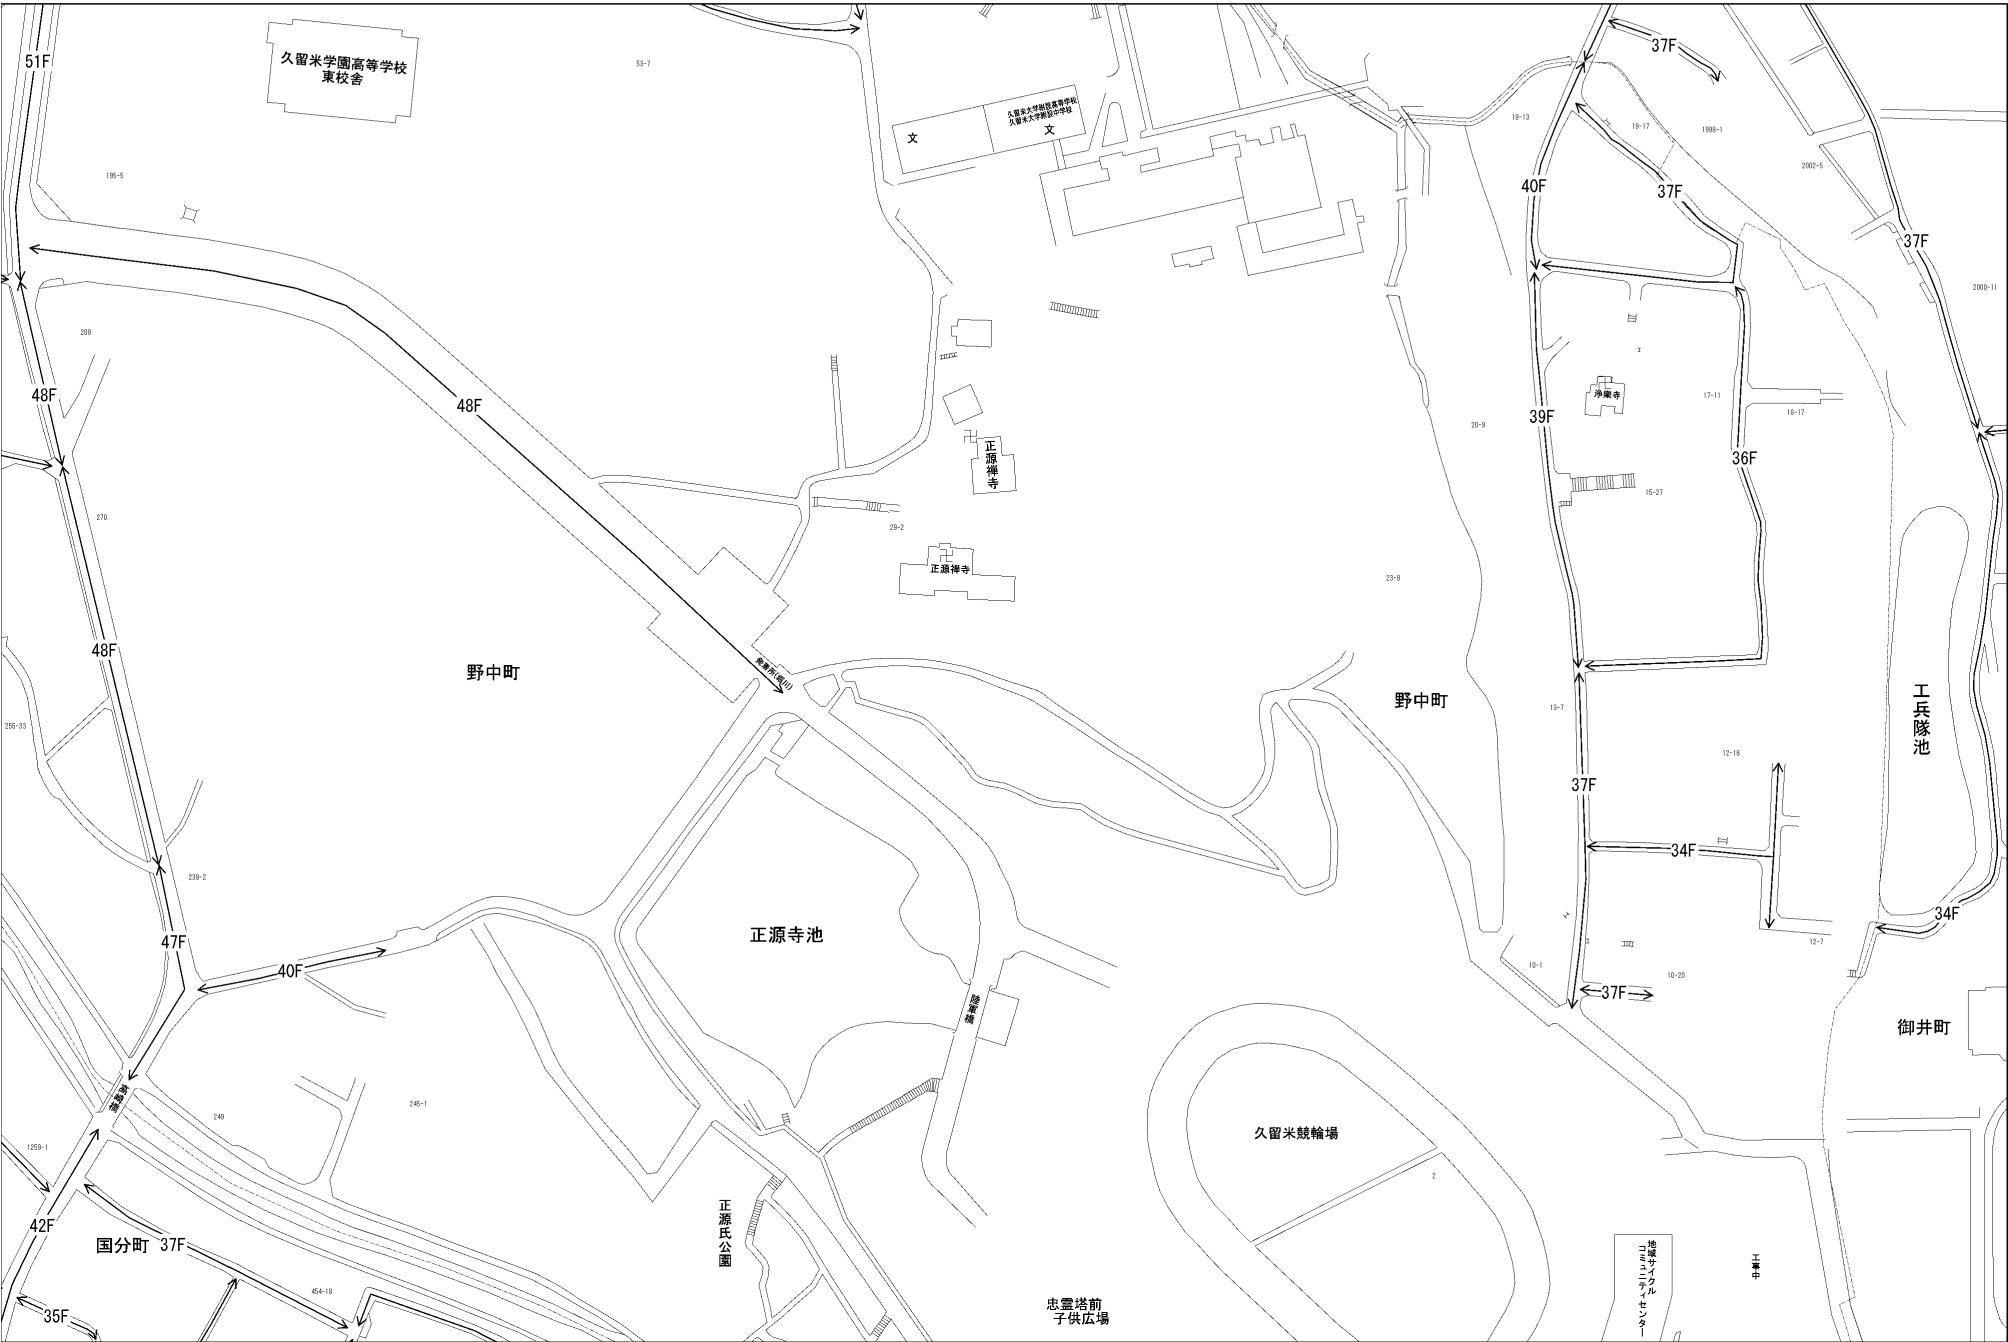 51F
久留米学園高等学校
東校舎
53-7
久留米大学附設高等学校
久留米大学附設中学校
文
文
37F
19-13
19-17
1998-1
2002-5
195-5
40F
37F
37F
2000-11
289
48F
48F
39F
浄樂寺
17-11
18-17
20-9
36F
正源禅寺
15-27
270
29-2
正源禅寺
23-8
48F
野中町
野中町
13-7
工兵隊池
255-33
12-16
37F
34F
239-2
34F
47F
正源寺池
12-7
40F
10-1
10-20
37F
陸軍橋
御井町
高崎橋
249
245-1
久留米競輪場
1259-1
2
正源氏公園
42F
国分町
37F
地域サイクル
コミュニティセンター
工事中
454-18
35F
忠霊塔前
子供広場